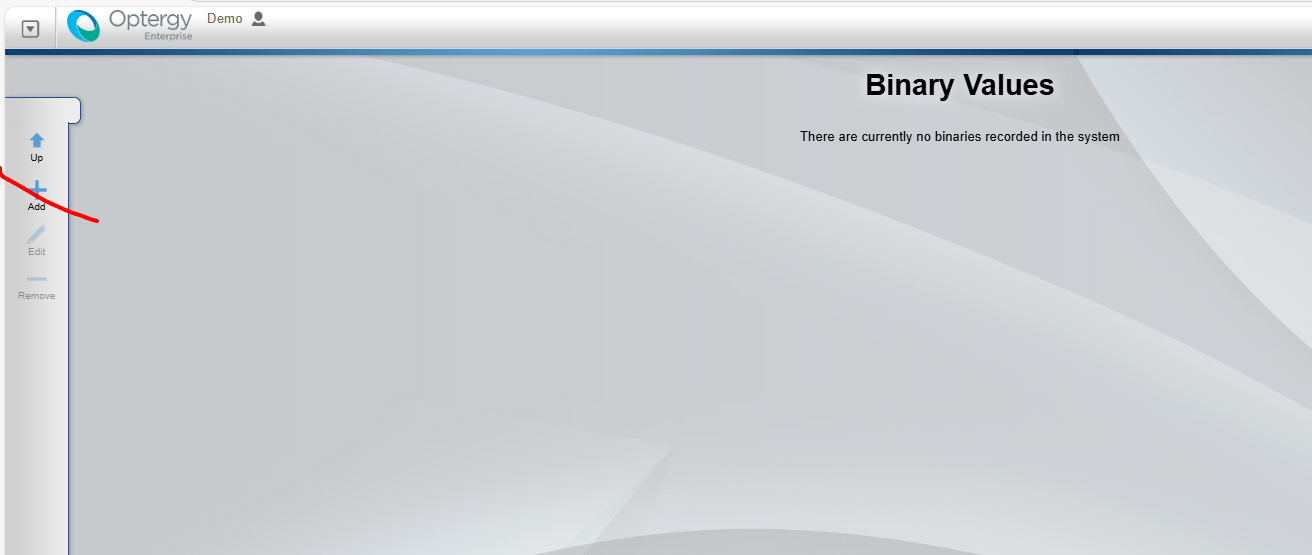 Optergy
Enterprise
Demo
Binary Values
There are currently no binaries recorded in the system
Up
Add
Edit
Remove